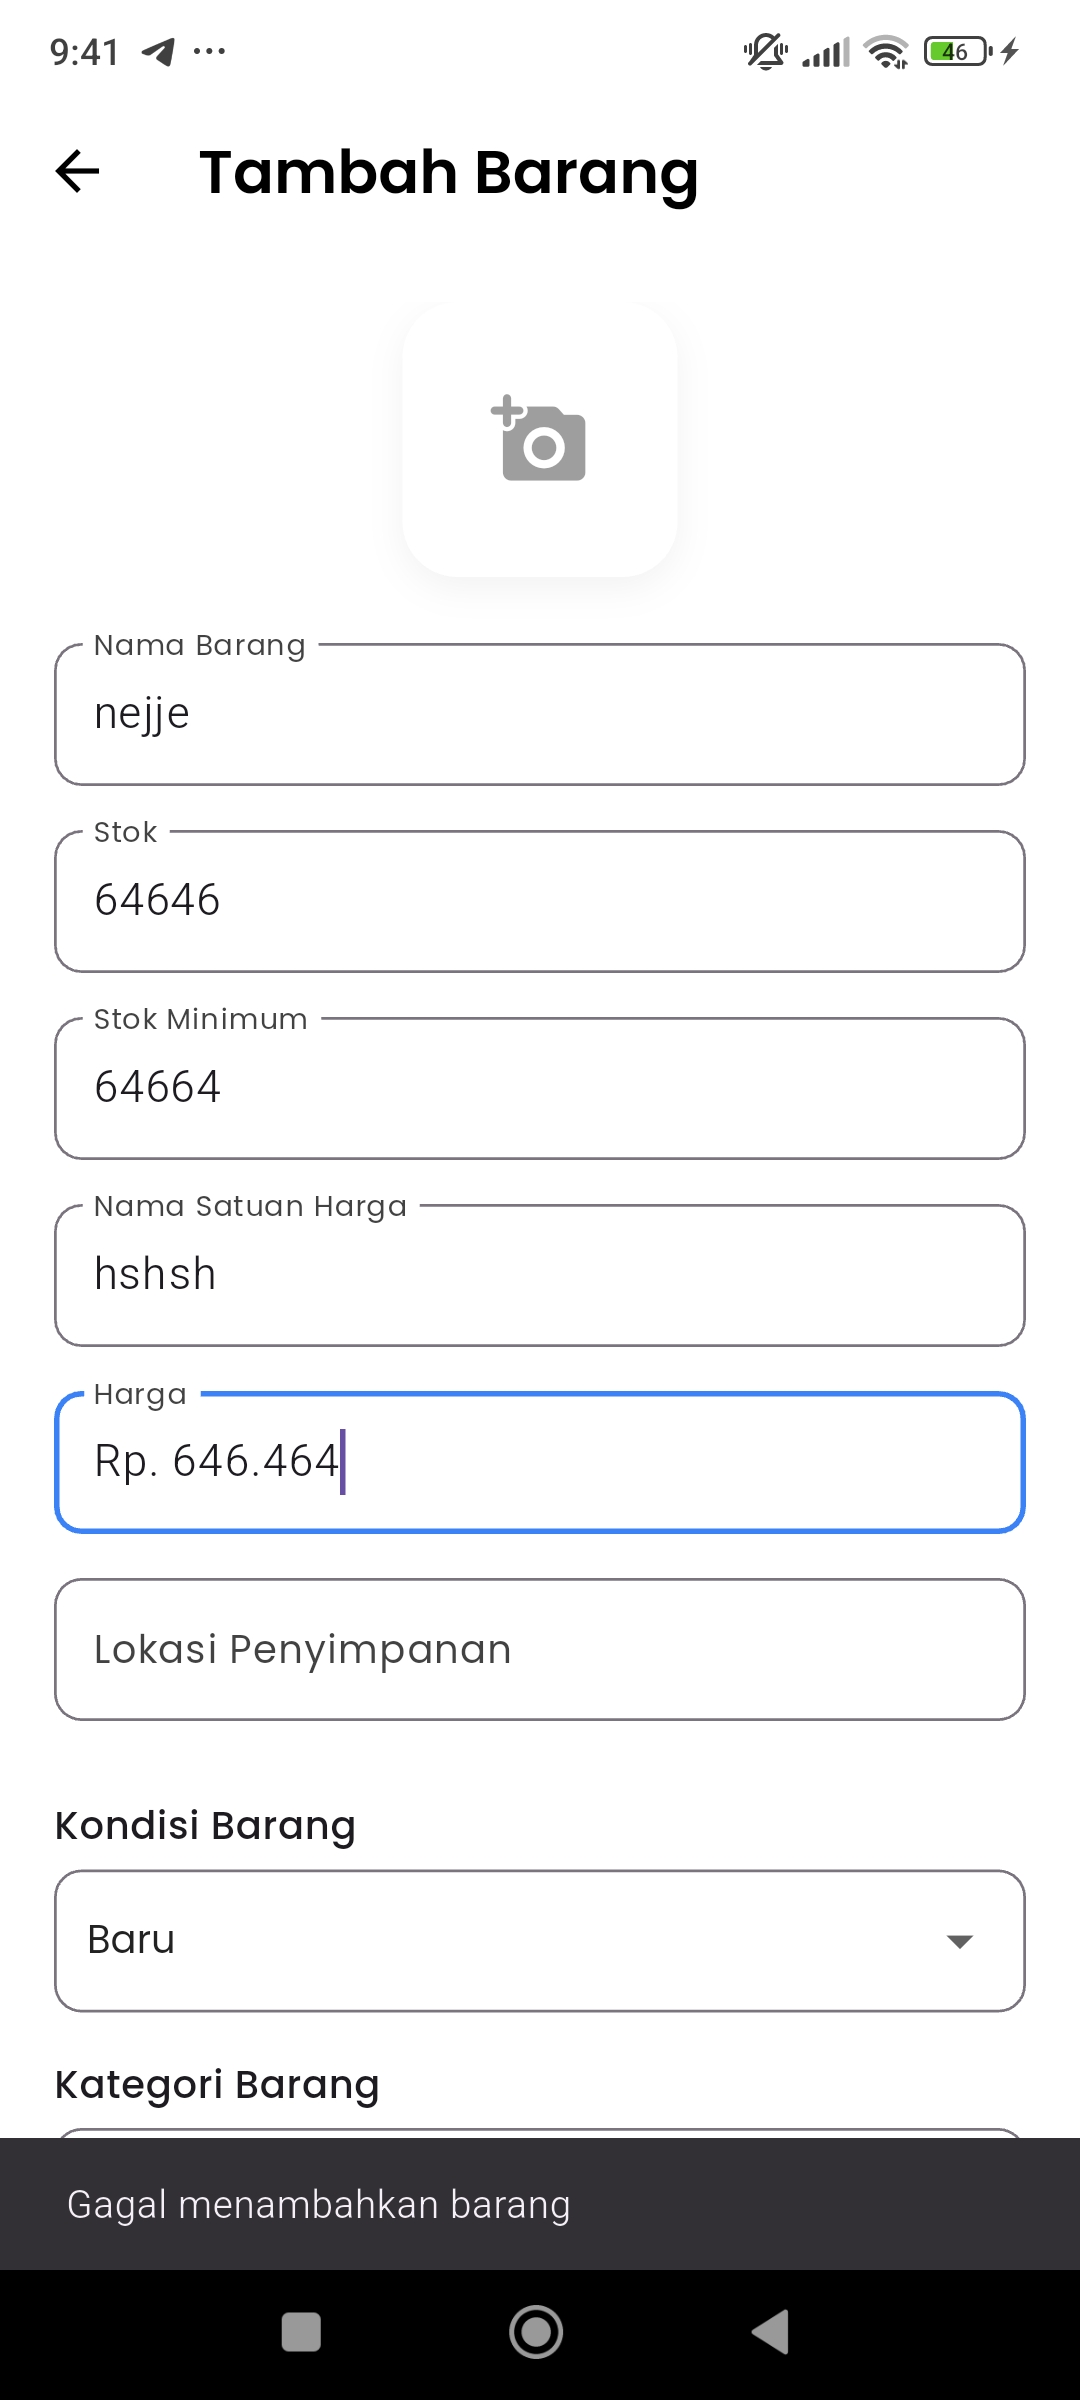 9:41
46
Tambah Barang
Nama Barang
nejje
Stok
64646
Stok Minimum
64664
Nama Satuan Harga
hshsh
Harga
Rp. 646.464
Lokasi Penyimpanan
Kondisi Barang
Baru
Kategori Barang
Gagal menambahkan barang